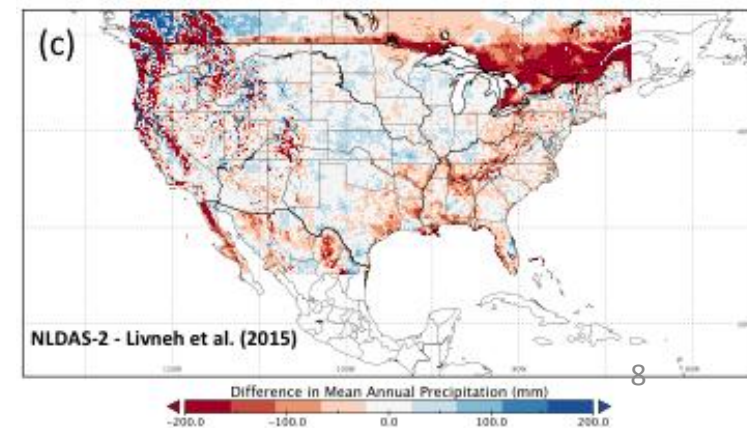 (c)
NLDAS-2 - Livneh et al. (2015)
8
Difference in Mean Annual Precipitation (mm)
-200.0 -100.0 0.0 100.0 200.0